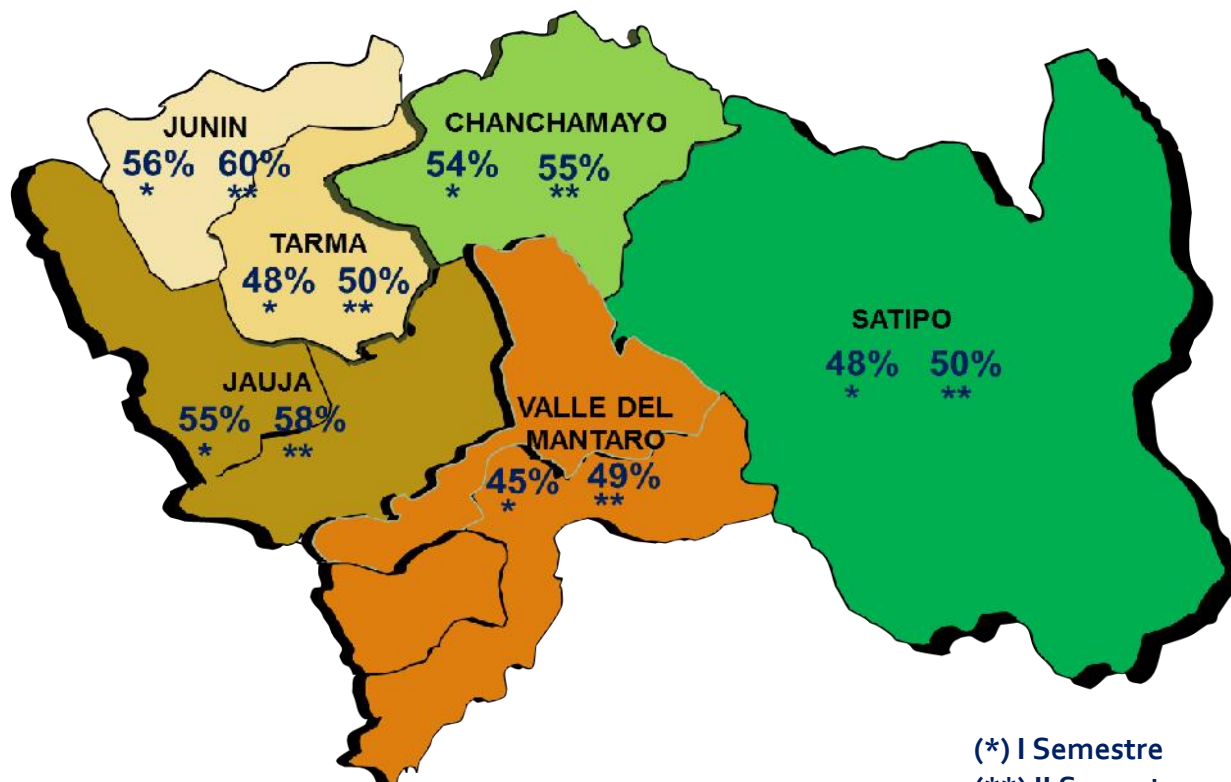 JUNIN
56% 60%
* **
CHANCHAMAYO
54% 55%
* **
TARMA
48% 50%
* **
SATIPO
48% 50%
* **
JAUJA
55% 58%
* **
VALLE DEL
MANTARO
45% 49%
* **
(*) I Semestre
(**) II